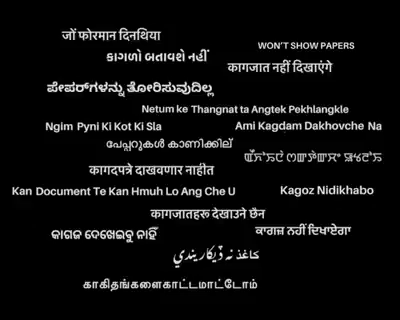 जों फोरमान दिनथिया
WON'T SHOW PAPERS
કાગળો બતાવશે નહીં
कागजात नहीं दिखाएंगे
ಪೇಪರ್‌ಗಳನ್ನು ತೋರಿಸುವುದಿಲ್ಲ
Netum ke Thangnat ta Angtek Pekhlangkle
Ngim Pyni Ki Kot Ki Sla
Ami Kagdam Dakhovche Na
പേപ്പറുകൾ കാണിക്കില്ല
कागदपत्रे दाखवणार नाहीत
Kan Document Te Kan Hmuh Lo Ang Che U
Kagoz Nidikhabo
कागजातहरू देखाउने छैन
କାଗଜ ଦେଖେଇବୁ ନାହିଁ
ਕਾਗਜ਼ ਨਹੀਂ ਦਿਖਾਏਗਾ
ڪاغذ نہ ڏيکاريندي
காகிதங்களைகாட்டமாட்டோம்